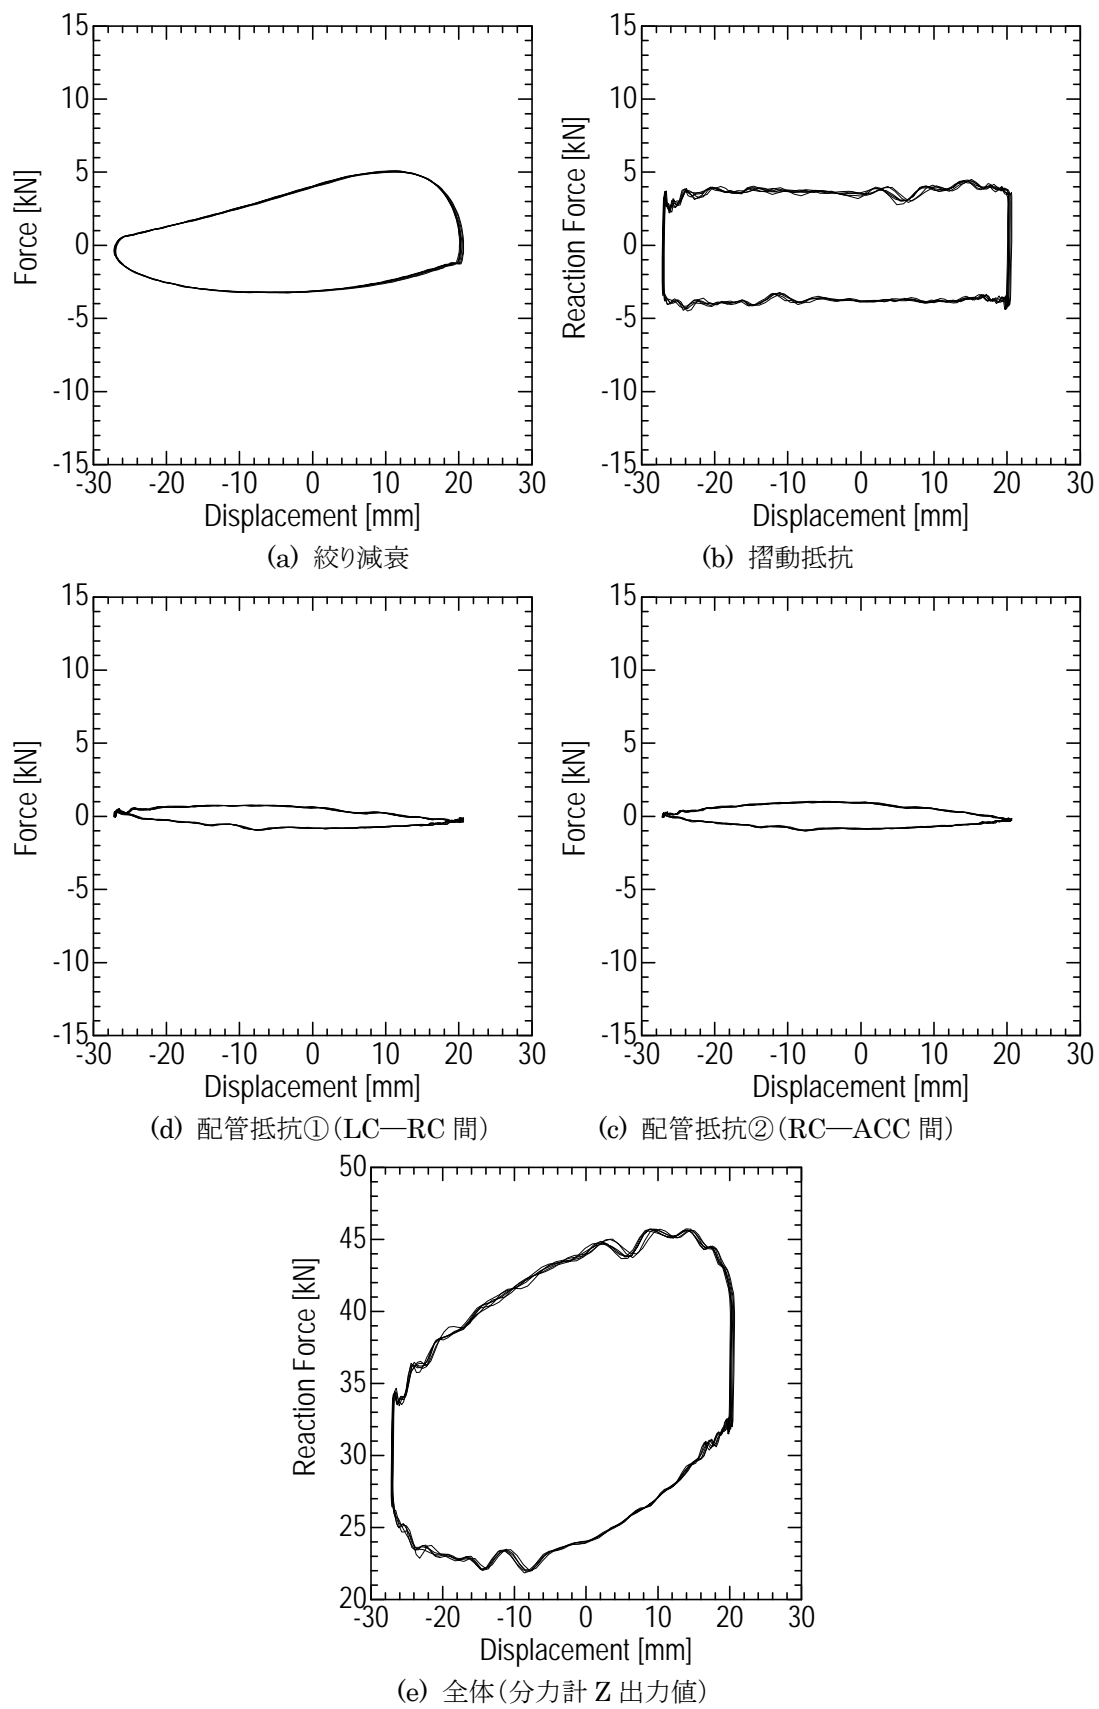 15
10
5
0
-5
-10
-15
-30 -20 -10 0 10 20 30
Force [kN]
Displacement [mm]
(a) 絞り減衰
15
10
5
0
-5
-10
-15
-30 -20 -10 0 10 20 30
Reaction Force [kN]
Displacement [mm]
(b) 摺動抵抗
15
10
5
0
-5
-10
-15
-30 -20 -10 0 10 20 30
Force [kN]
Displacement [mm]
(d) 配管抵抗①(LC―RC 間)
15
10
5
0
-5
-10
-15
-30 -20 -10 0 10 20 30
Force [kN]
Displacement [mm]
(c) 配管抵抗②(RC―ACC 間)
50
45
40
35
30
25
20
-30 -20 -10 0 10 20 30
Reaction Force [kN]
Displacement [mm]
(e) 全体(分力計 Z 出力値)